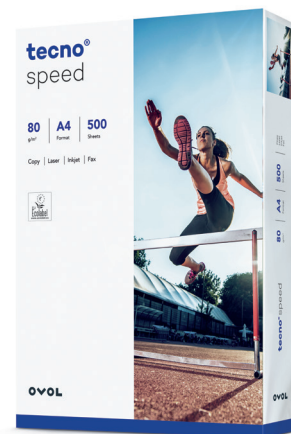 tecno®
speed
80 A4 500
g/m² Format Sheets
Copy | Laser | Inkjet | Fax
Ecolabel
OVOL
500
A4
80
tecno® speed